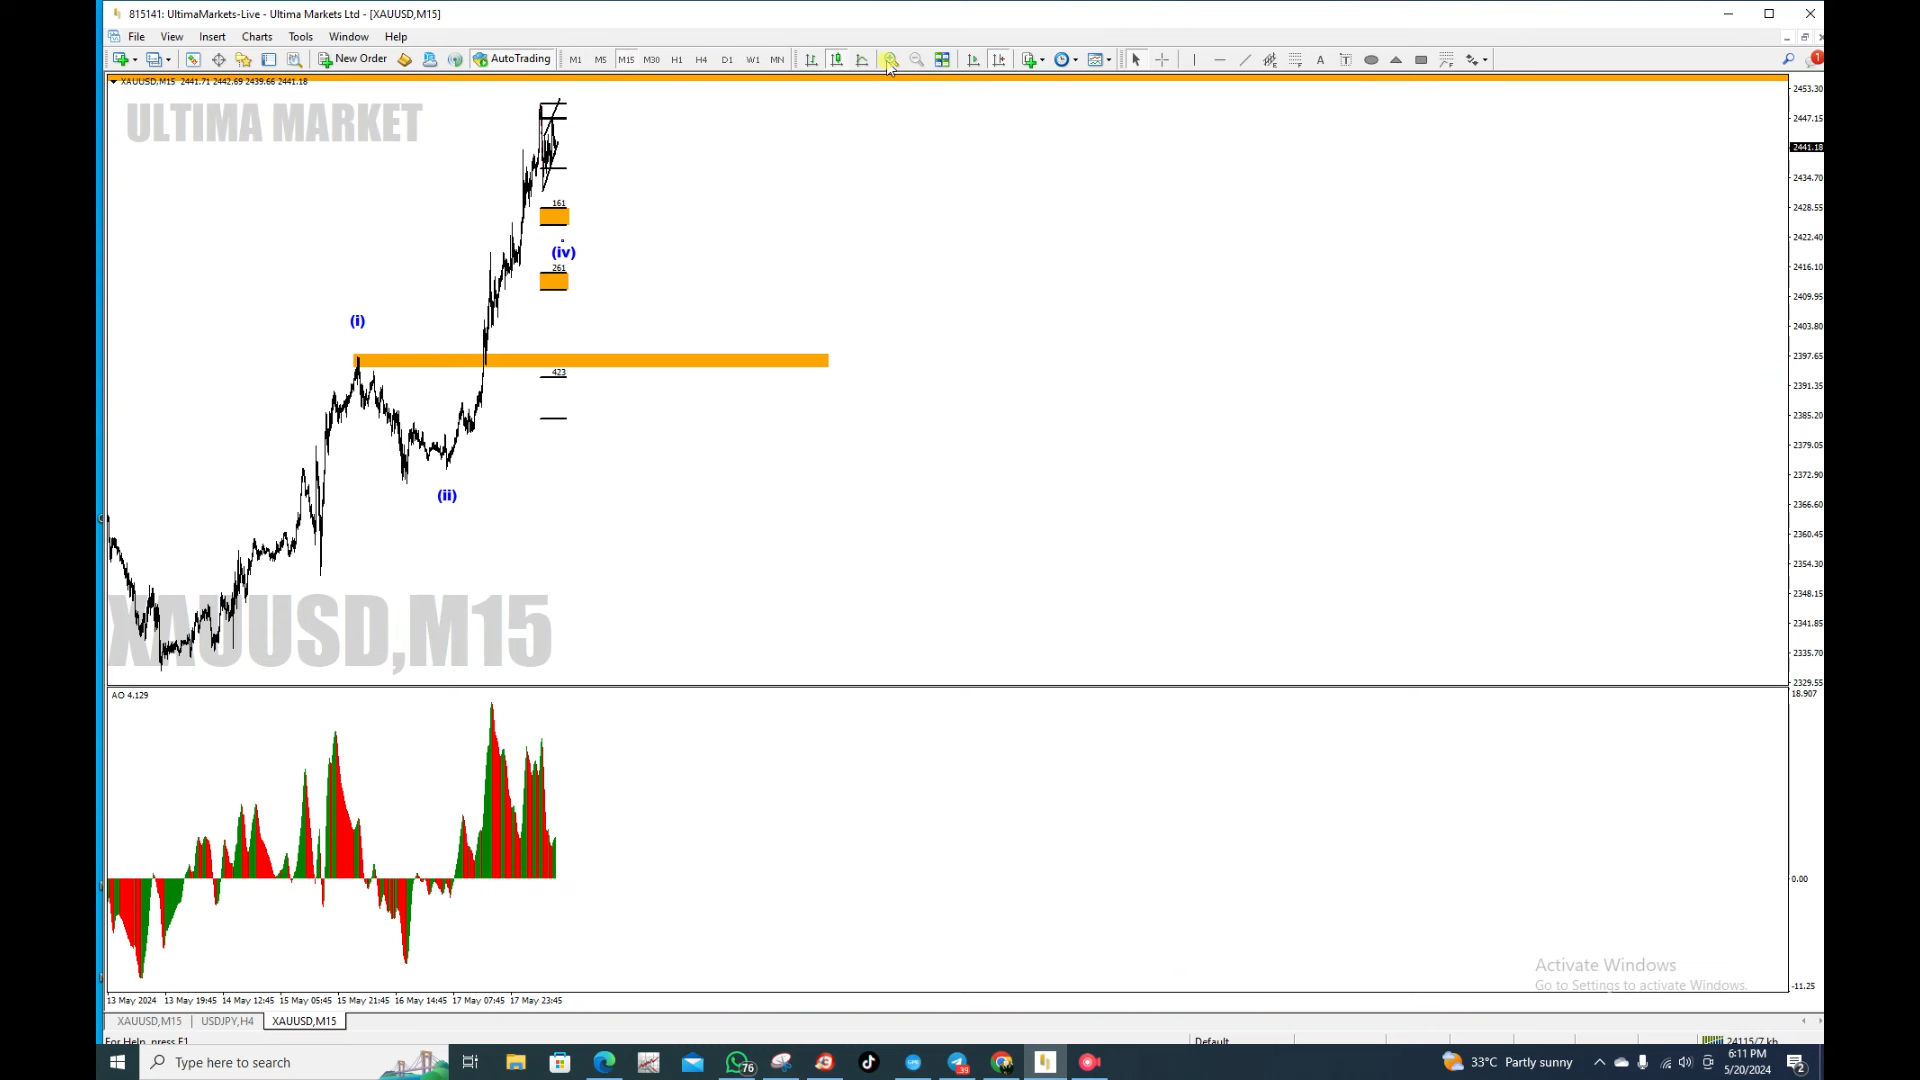 815141: UltimaMarkets-Live - Ultima Markets Ltd - [XAUUSD,M15]
File View Insert Charts Tools Window Help
New Order AutoTrading M1 M5 M15 M30 H1 H4 D1 W1 MN A T 1
XAUUSD,M15 2441.71 2442.69 2439.66 2441.18
ULTIMA MARKET
2453.30
2447.15
2441.18
2434.70
161
2428.55
2422.40
(iv)
261
2416.10
2409.95
(i)
2403.80
2397.65
423
2391.35
2385.20
2379.05
2372.90
(ii)
2366.60
2360.45
2354.30
2348.15
XAUUSD,M15
2341.85
2335.70
2329.55
AO 4.129
18.907
0.00
-11.25
Activate Windows
Go to Settings to activate Windows.
13 May 2024 13 May 19:45 14 May 12:45 15 May 05:45 15 May 21:45 16 May 14:45 17 May 07:45 17 May 23:45
XAUUSD,M15 USDJPY,H4 XAUUSD,M15
For Help, press F1 Default 24115/7 kb
Type here to search 76 39 33°C Partly sunny 6:11 PM
5/20/2024 2